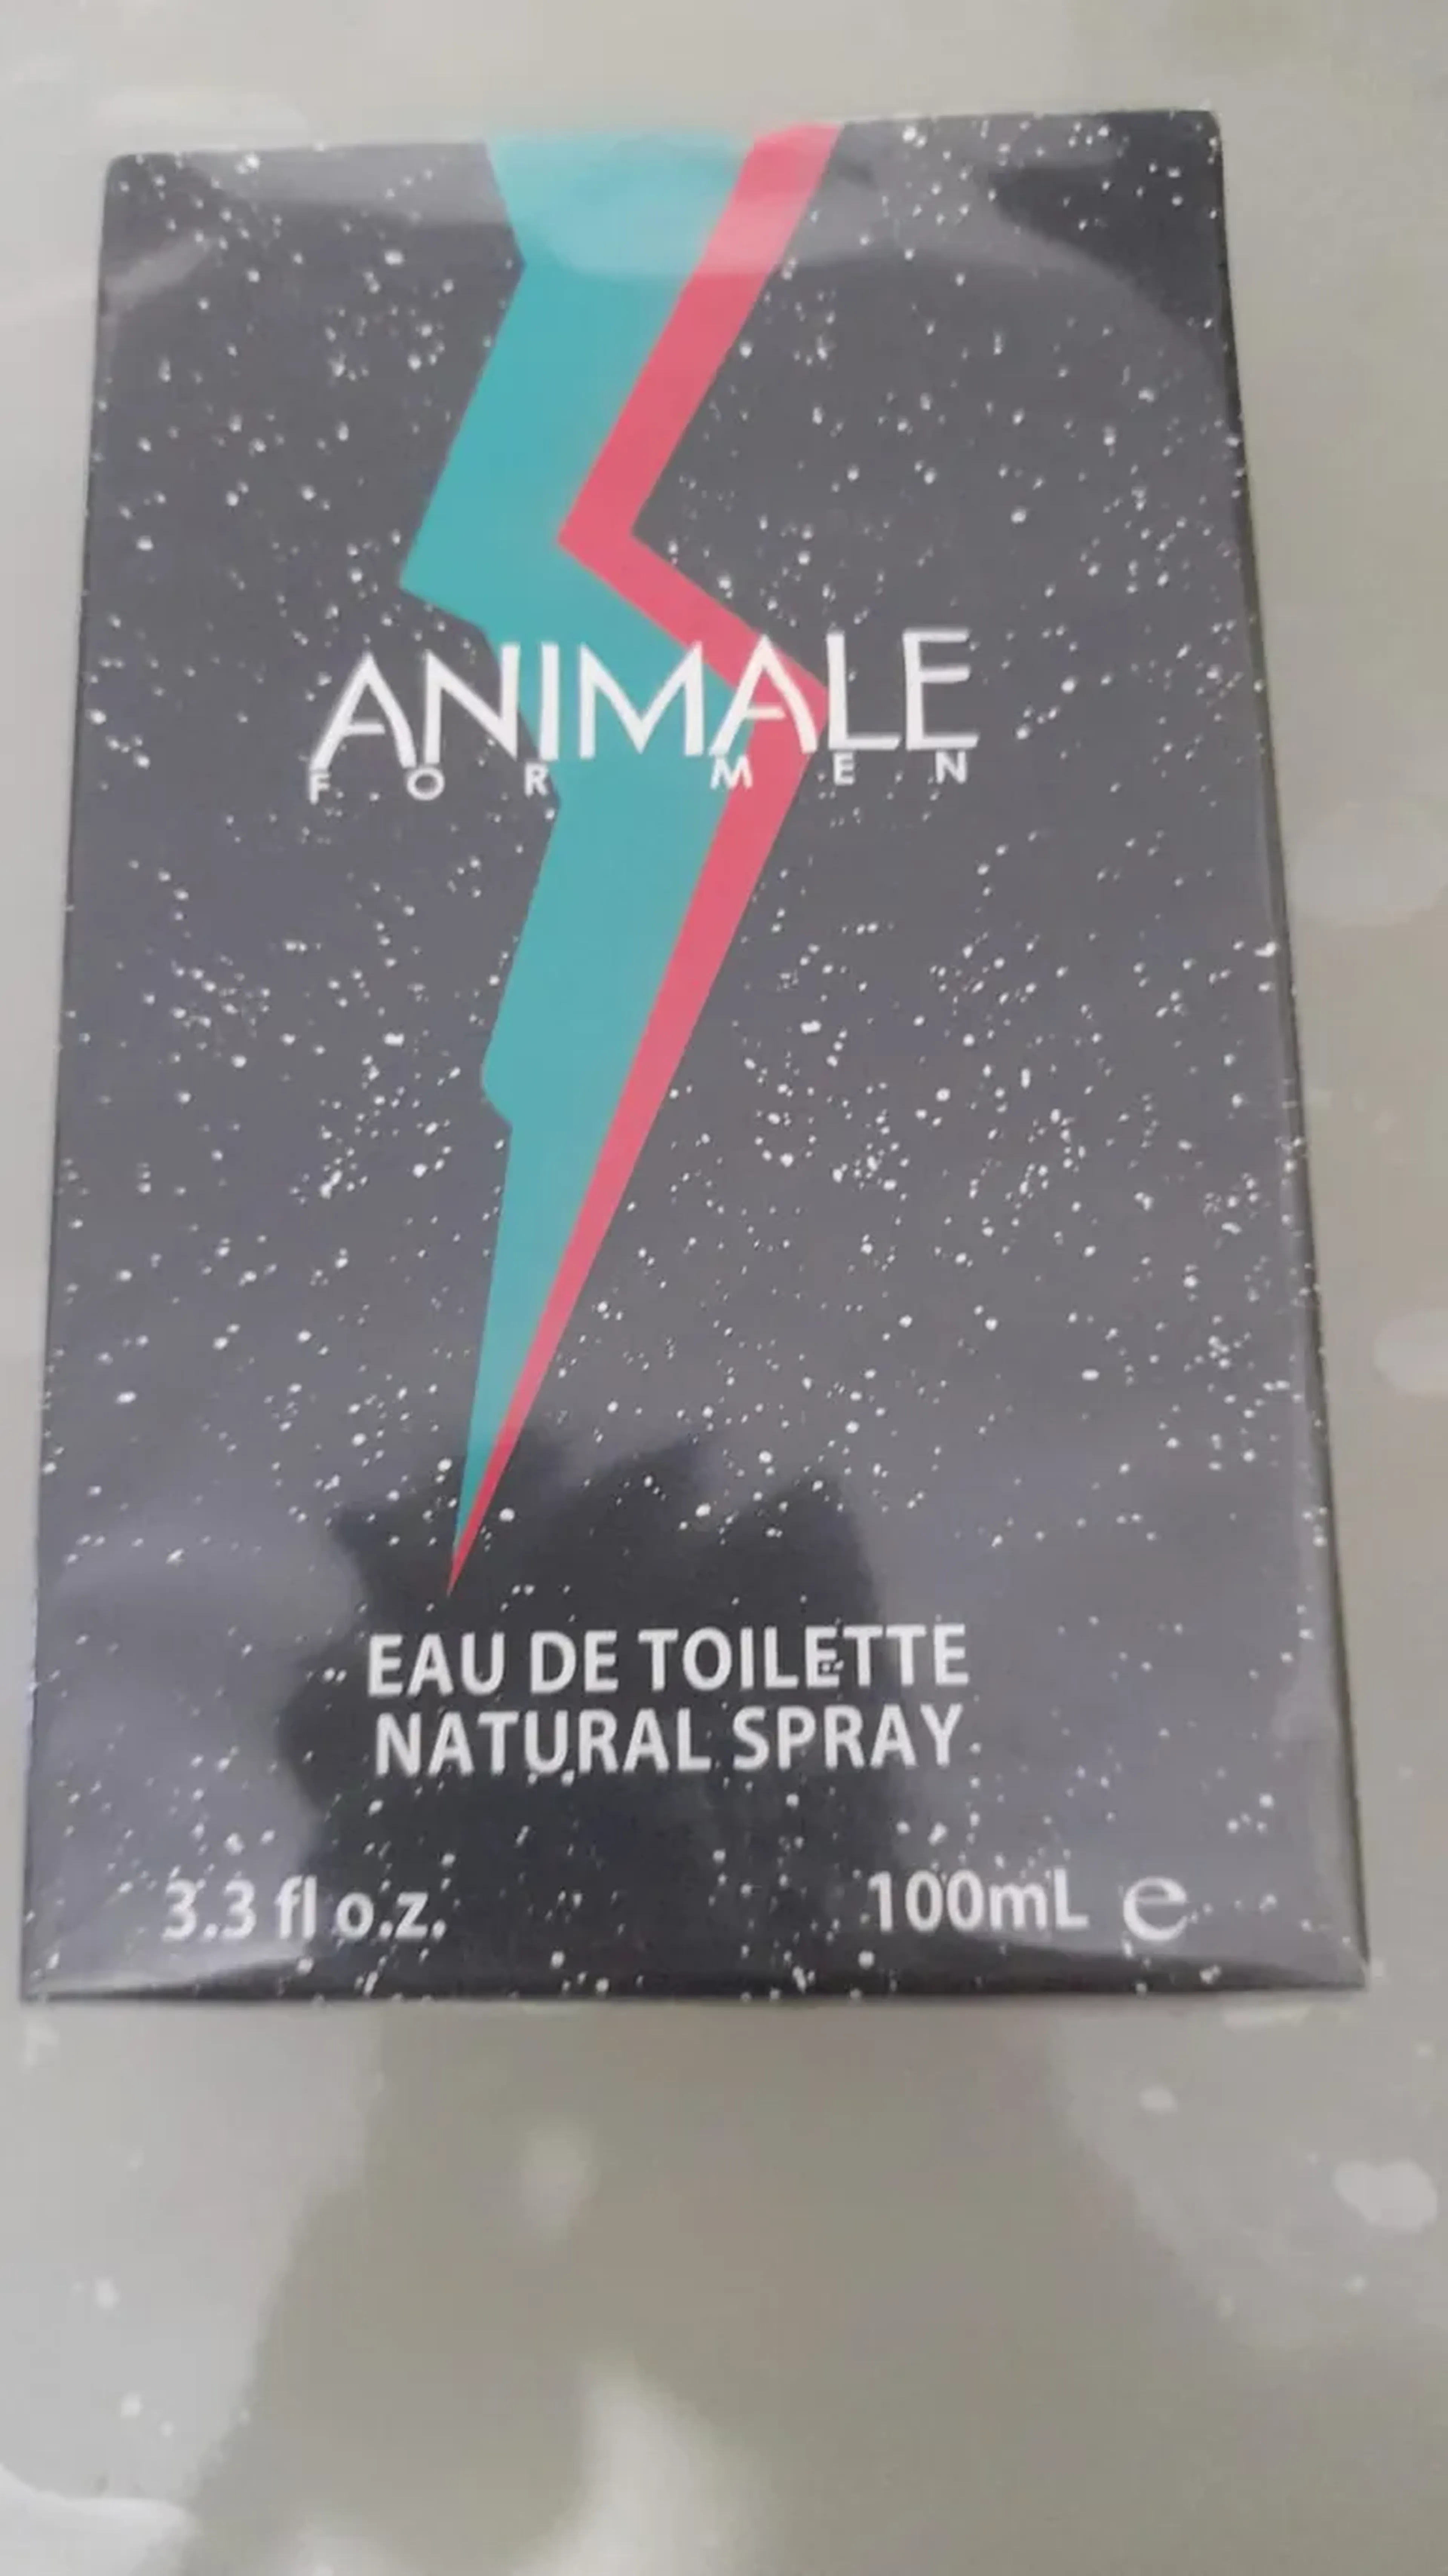 ANIMALE
FOR MEN
EAU DE TOILETTE
NATURAL SPRAY
3.3 fl o.z. 100mL e